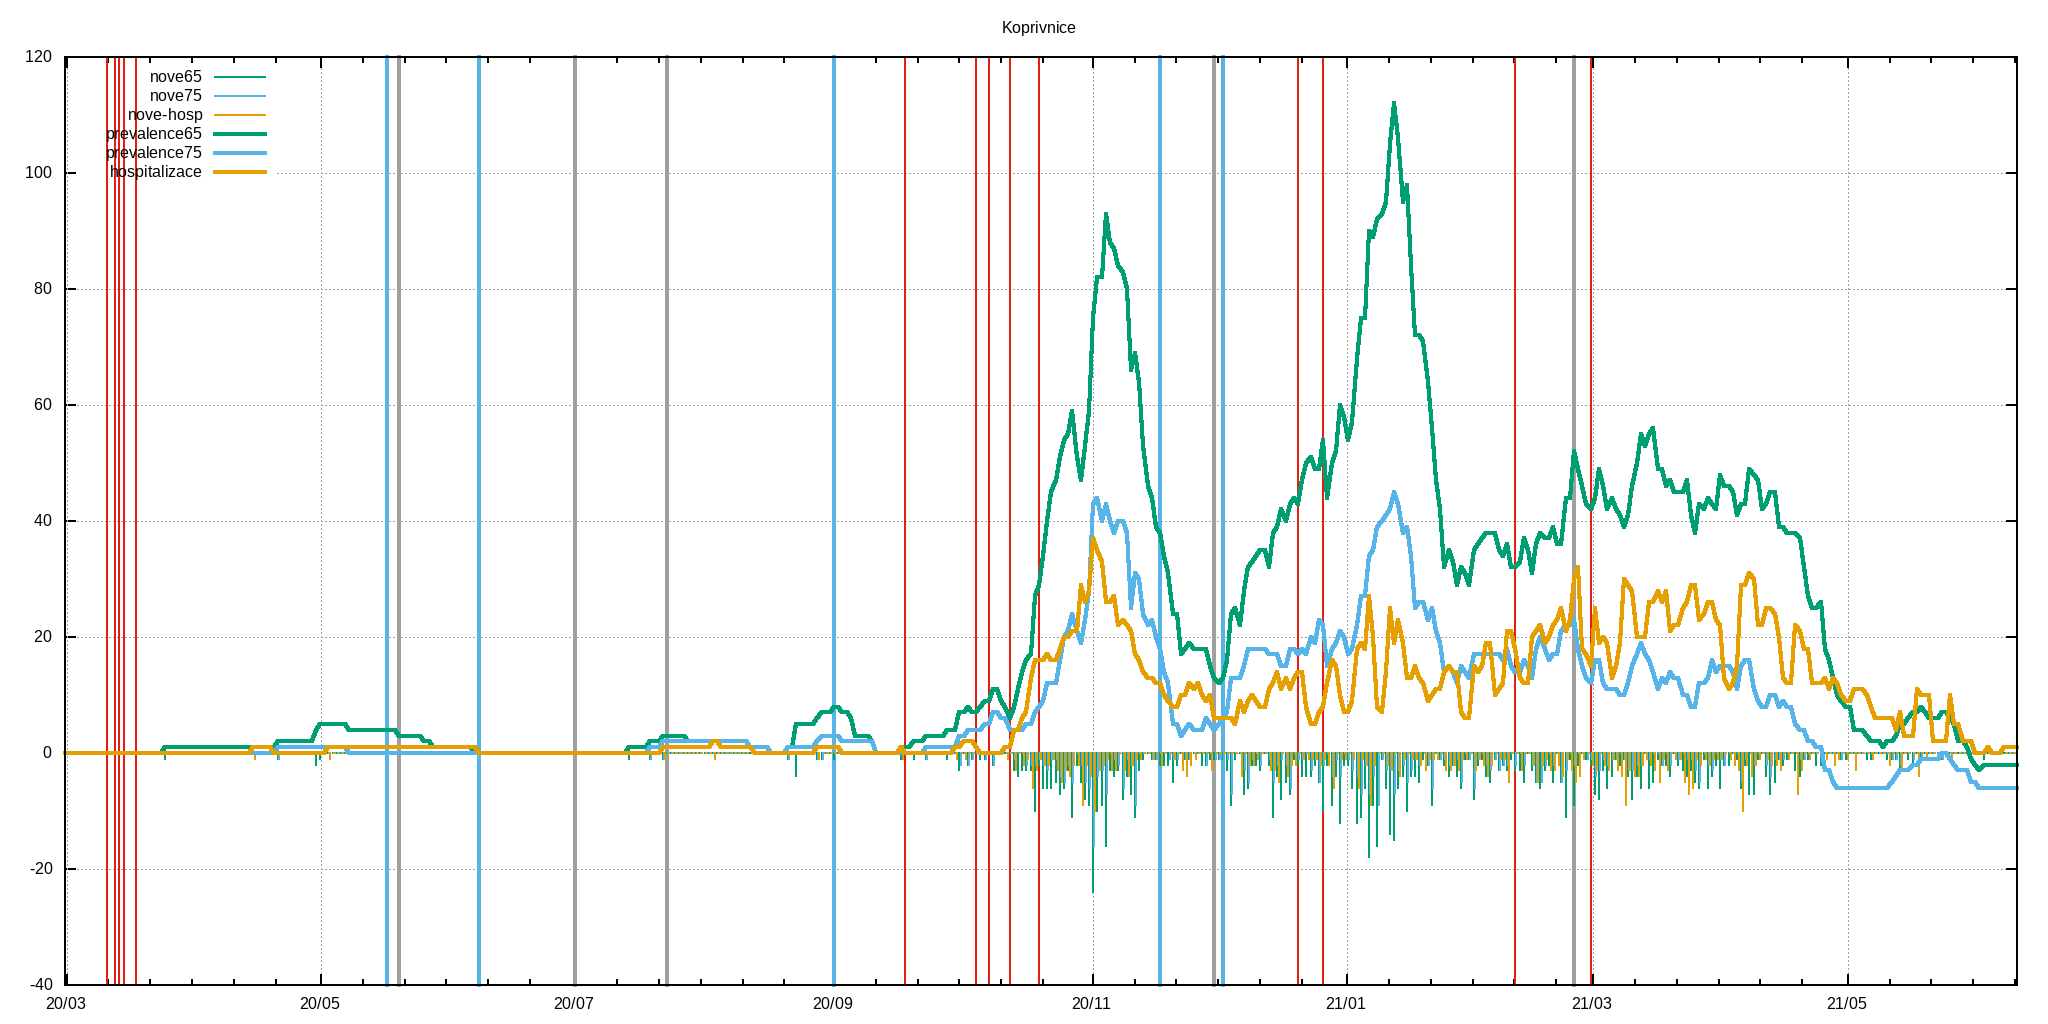 Koprivnice
120
100
80
60
40
20
0
-20
-40
nove65
nove75
nove-hosp
prevalence65
prevalence75
hospitalizace
20/03 20/05 20/07 20/09 20/11 21/01 21/03 21/05